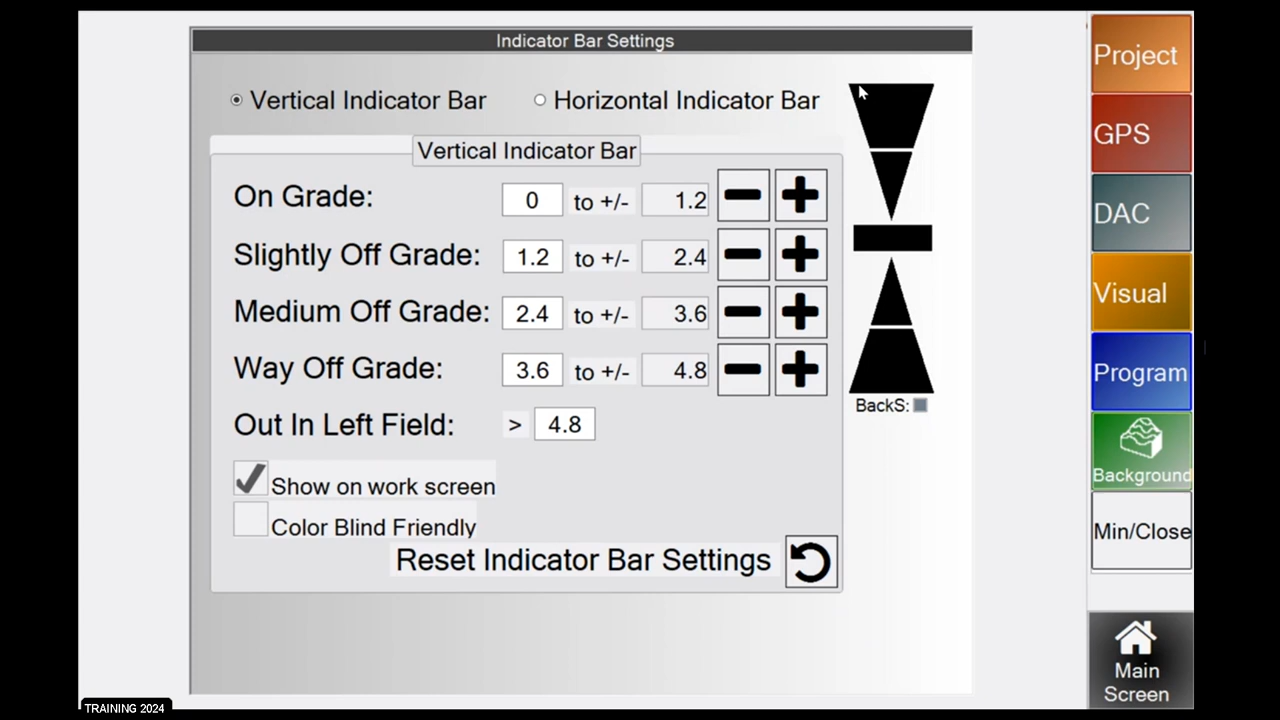 Indicator Bar Settings
Vertical Indicator Bar
Horizontal Indicator Bar
Vertical Indicator Bar
On Grade: 0 to +/- 1.2
Slightly Off Grade: 1.2 to +/- 2.4
Medium Off Grade: 2.4 to +/- 3.6
Way Off Grade: 3.6 to +/- 4.8
Out In Left Field: > 4.8
Show on work screen
Color Blind Friendly
Reset Indicator Bar Settings
BackS:
Project
GPS
DAC
Visual
Program
Background
Min/Close
Main
Screen
TRAINING 2024